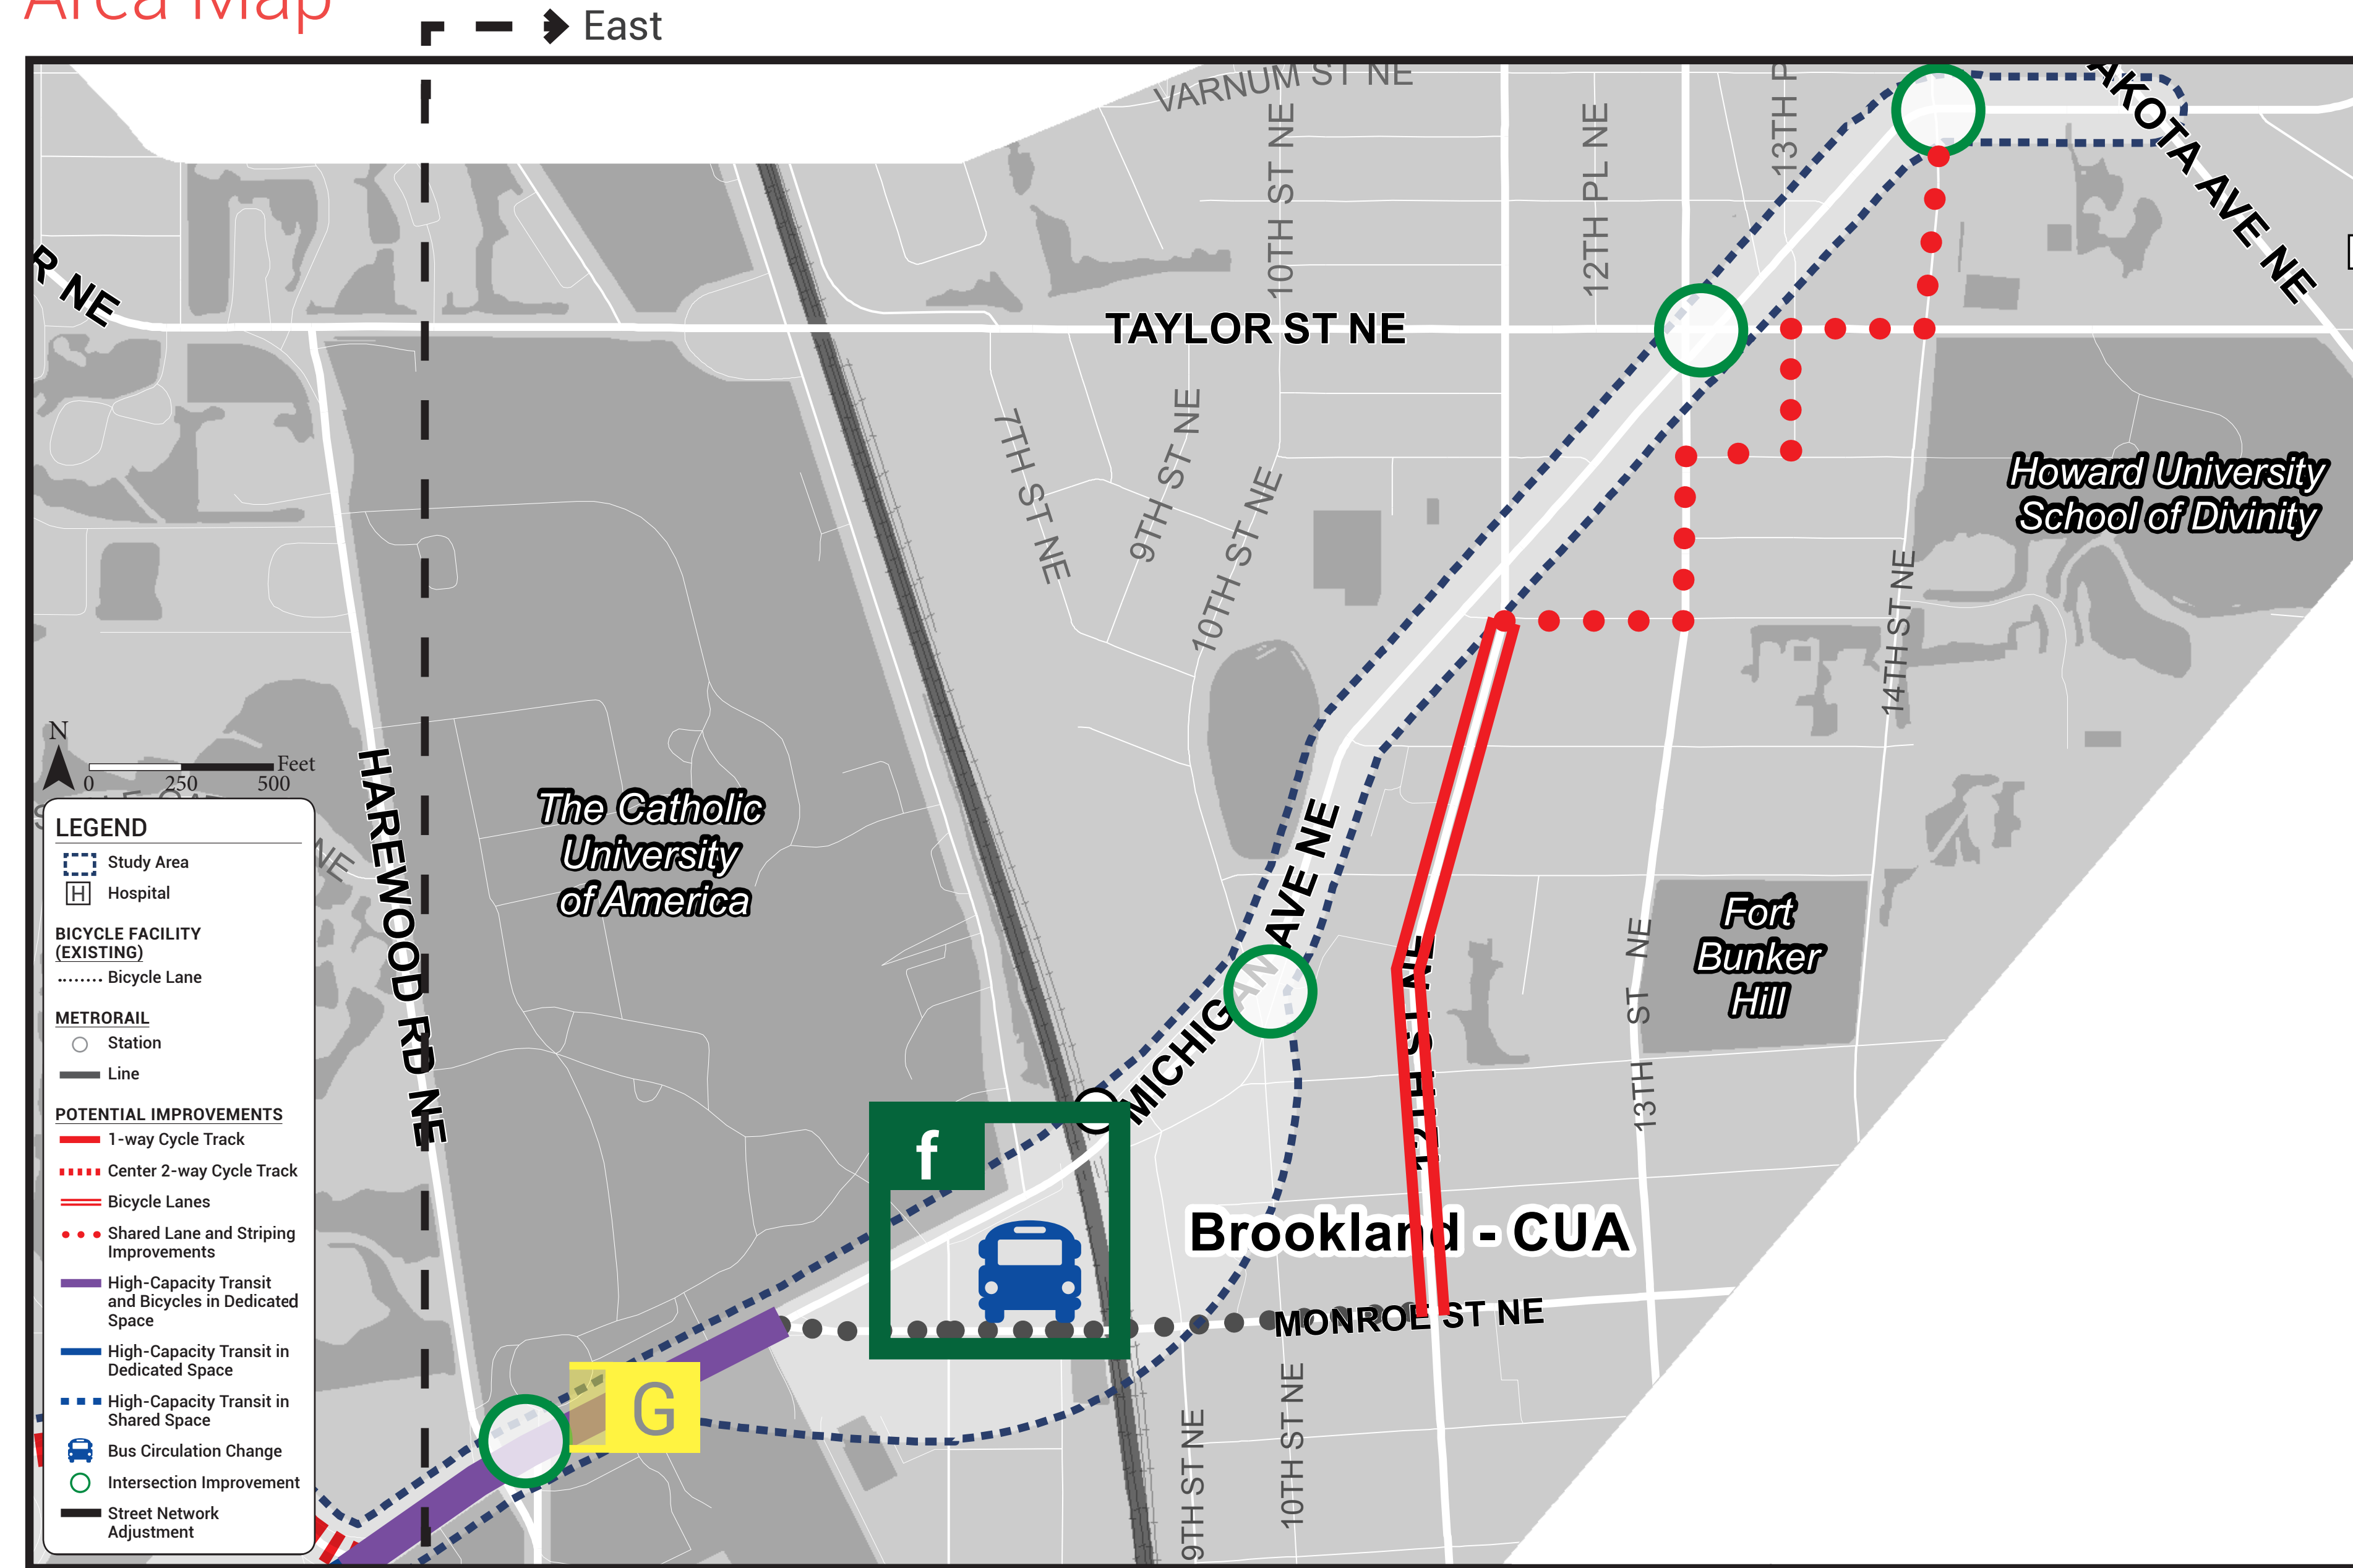 Area Map
East
VARNUM ST NE
10TH ST NE
12TH PL NE
13TH P
AKOTA AVE NE
R NE
TAYLOR ST NE
7TH ST NE
9TH ST NE
10TH ST NE
Howard University
School of Divinity
14TH ST NE
HAREWOOD RD NE
The Catholic
University
of America
MICHIGAN AVE NE
12TH ST NE
13TH ST NE
Fort
Bunker
Hill
f
Brookland - CUA
MONROE ST NE
G
9TH ST NE
10TH ST NE
N
Feet
0 250 500
NE
LEGEND
Study Area
H Hospital
BICYCLE FACILITY
(EXISTING)
Bicycle Lane
METRORAIL
Station
Line
POTENTIAL IMPROVEMENTS
1-way Cycle Track
Center 2-way Cycle Track
Bicycle Lanes
Shared Lane and Striping
Improvements
High-Capacity Transit
and Bicycles in Dedicated
Space
High-Capacity Transit in
Dedicated Space
High-Capacity Transit in
Shared Space
Bus Circulation Change
Intersection Improvement
Street Network
Adjustment